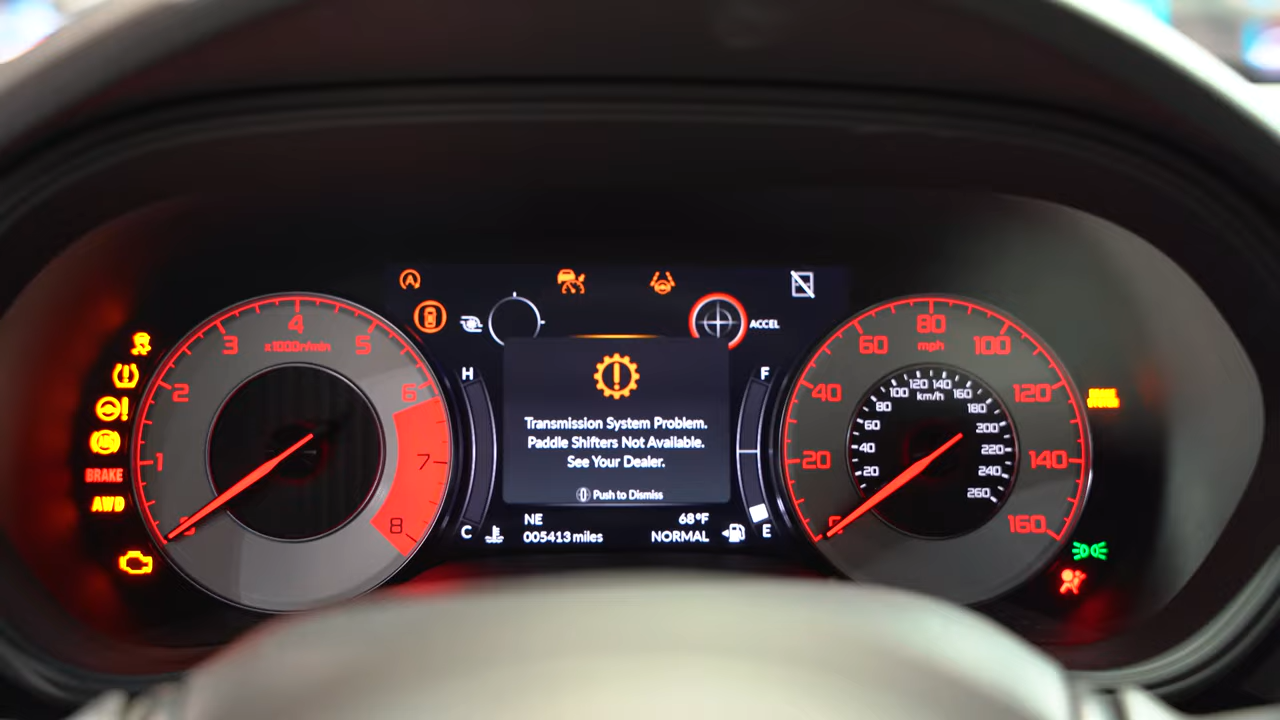 A
ACCEL
4
3 5
x1000r/min
2 6
1 7
8
ABS
BRAKE
AWD
H
F
Transmission System Problem.
Paddle Shifters Not Available.
See Your Dealer.
Push to Dismiss
C
E
NE
68°F
005413 miles
NORMAL
80
60 100
mph
40 120
20 140
0 160
120 140
100 160
km/h
80 180
60 200
40 220
20 240
260